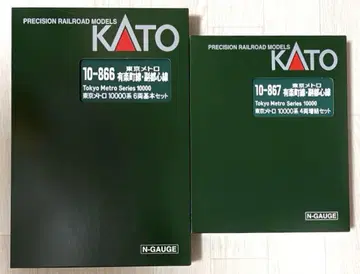 PRECISION RAILROAD MODELS
KATO
10-866 東京メトロ
有楽町線・副都心線
Tokyo Metro Series 10000
東京メトロ 10000系 6両基本セット
N-GAUGE
PRECISION RAILROAD MODELS
KATO
10-867 東京メトロ
有楽町線・副都心線
Tokyo Metro Series 10000
東京メトロ 10000系 4両増結セット
N-GAUGE